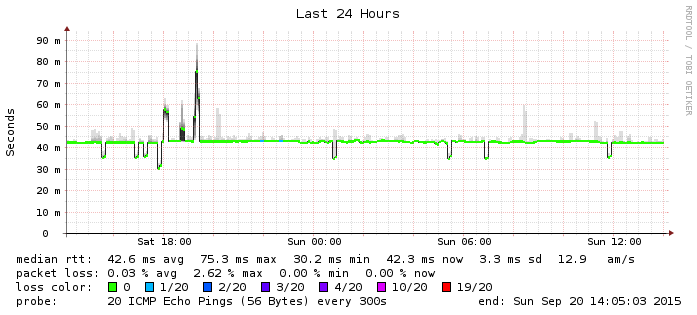 Last 24 Hours
RRDTOOL / TOBI OETIKER
Seconds
90 m
80 m
70 m
60 m
50 m
40 m
30 m
20 m
10 m
0
Sat 18:00 Sun 00:00 Sun 06:00 Sun 12:00
median rtt: 42.6 ms avg 75.3 ms max 30.2 ms min 42.3 ms now 3.3 ms sd 12.9 am/s
packet loss: 0.03 % avg 2.62 % max 0.00 % min 0.00 % now
loss color: 0 1/20 2/20 3/20 4/20 10/20 19/20
probe: 20 ICMP Echo Pings (56 Bytes) every 300s end: Sun Sep 20 14:05:03 2015